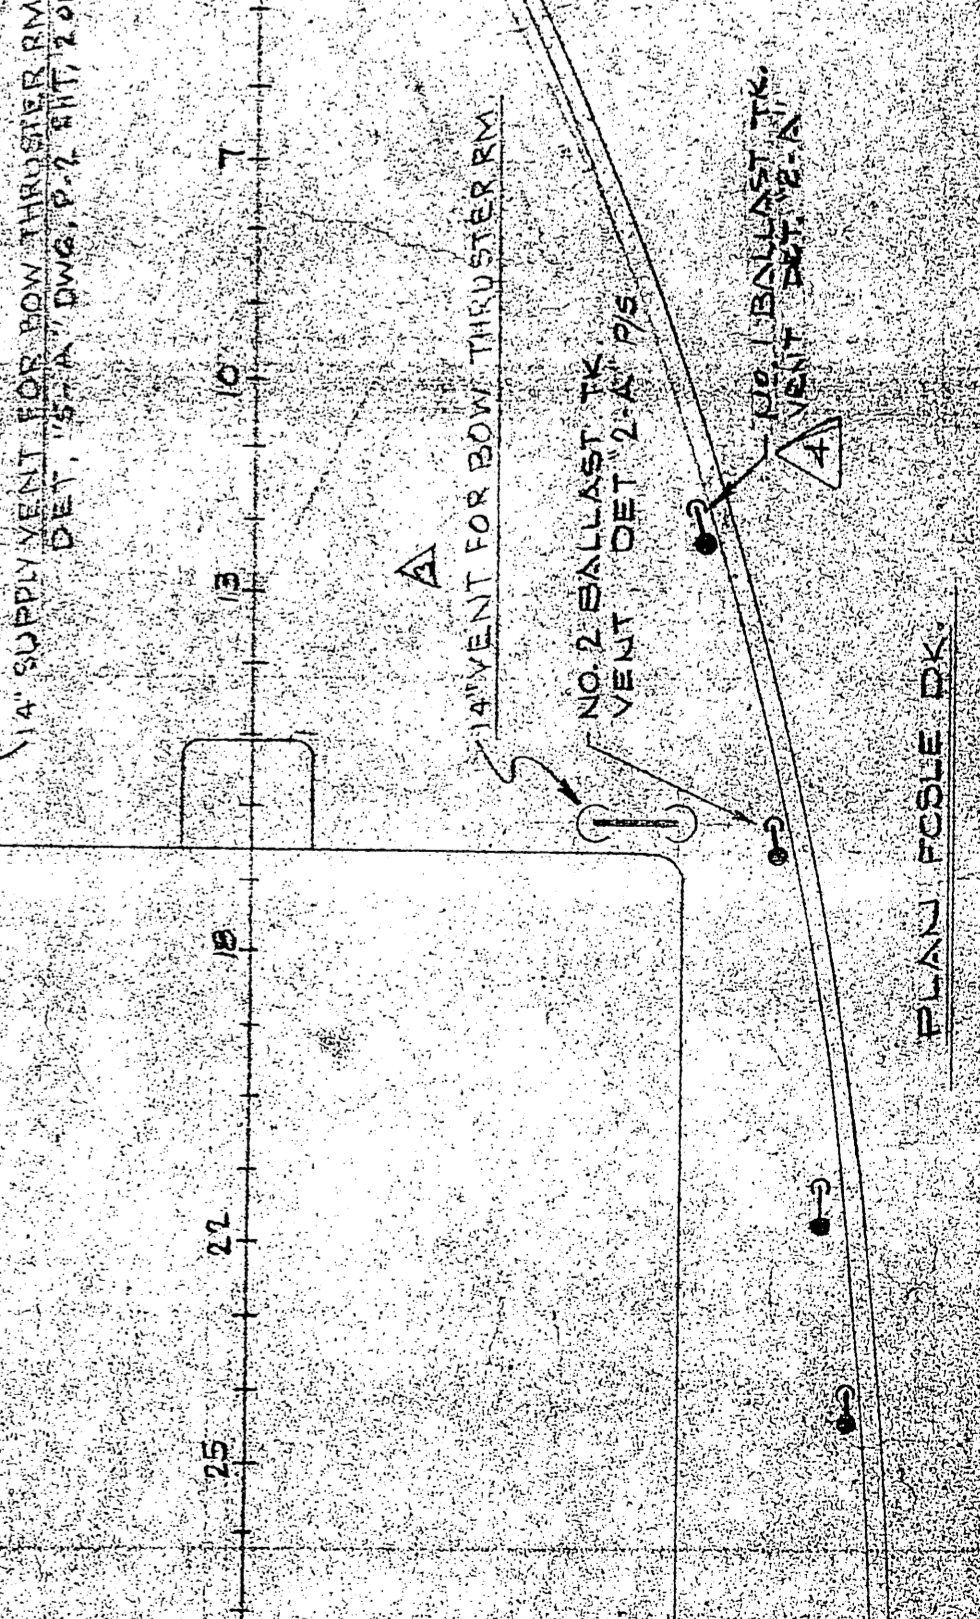 14" SUPPLY VENT FOR BOW THRUSTER RM
DET. "5-A" DWG. P-2
7
10
13
18
22
25
3
14" VENT FOR BOW THRUSTER RM.
NO. 2 BALLAST TK.
VENT DET "2-A" P/S
NO. 1 BALLAST TK.
VENT DET. "2-A"
4
PLAN FCSLE DK.